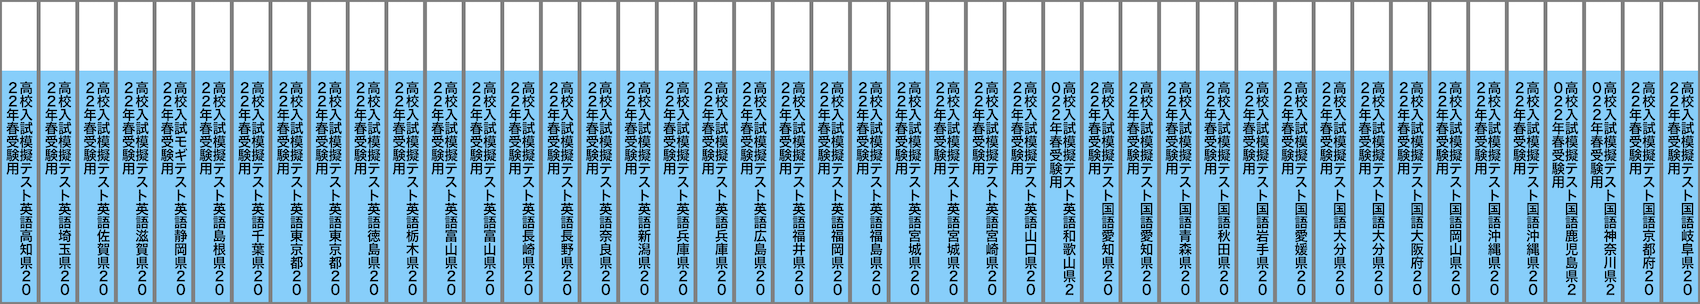 高校入試模擬テスト英語高知県２０
２２年春受験用
高校入試模擬テスト英語埼玉県２０
２２年春受験用
高校入試模擬テスト英語佐賀県２０
２２年春受験用
高校入試模擬テスト英語滋賀県２０
２２年春受験用
高校入試モギテスト英語静岡県２０
２２年春受験用
高校入試模擬テスト英語島根県２０
２２年春受験用
高校入試模擬テスト英語千葉県２０
２２年春受験用
高校入試模擬テスト英語東京都２０
２２年春受験用
高校入試模擬テスト英語東京都２０
２２年春受験用
高校入試模擬テスト英語徳島県２０
２２年春受験用
高校入試模擬テスト英語栃木県２０
２２年春受験用
高校入試模擬テスト英語富山県２０
２２年春受験用
高校入試模擬テスト英語富山県２０
２２年春受験用
高校入試模擬テスト英語長崎県２０
２２年春受験用
高校入試模擬テスト英語長野県２０
２２年春受験用
高校入試模擬テスト英語奈良県２０
２２年春受験用
高校入試模擬テスト英語新潟県２０
２２年春受験用
高校入試模擬テスト英語兵庫県２０
２２年春受験用
高校入試模擬テスト英語兵庫県２０
２２年春受験用
高校入試模擬テスト英語広島県２０
２２年春受験用
高校入試模擬テスト英語福井県２０
２２年春受験用
高校入試模擬テスト英語福岡県２０
２２年春受験用
高校入試模擬テスト英語福島県２０
２２年春受験用
高校入試模擬テスト英語宮城県２０
２２年春受験用
高校入試模擬テスト英語宮城県２０
２２年春受験用
高校入試模擬テスト英語宮崎県２０
２２年春受験用
高校入試模擬テスト英語山口県２０
２２年春受験用
高校入試模擬テスト英語和歌山県２
０２２年春受験用
高校入試模擬テスト国語愛知県２０
２２年春受験用
高校入試模擬テスト国語愛知県２０
２２年春受験用
高校入試模擬テスト国語青森県２０
２２年春受験用
高校入試模擬テスト国語秋田県２０
２２年春受験用
高校入試模擬テスト国語岩手県２０
２２年春受験用
高校入試模擬テスト国語愛媛県２０
２２年春受験用
高校入試模擬テスト国語大分県２０
２２年春受験用
高校入試模擬テスト国語大分県２０
２２年春受験用
高校入試模擬テスト国語大阪府２０
２２年春受験用
高校入試模擬テスト国語岡山県２０
２２年春受験用
高校入試模擬テスト国語沖縄県２０
２２年春受験用
高校入試模擬テスト国語沖縄県２０
２２年春受験用
高校入試模擬テスト国語鹿児島県２
０２２年春受験用
高校入試模擬テスト国語神奈川県２
０２２年春受験用
高校入試模擬テスト国語京都府２０
２２年春受験用
高校入試模擬テスト国語岐阜県２０
２２年春受験用